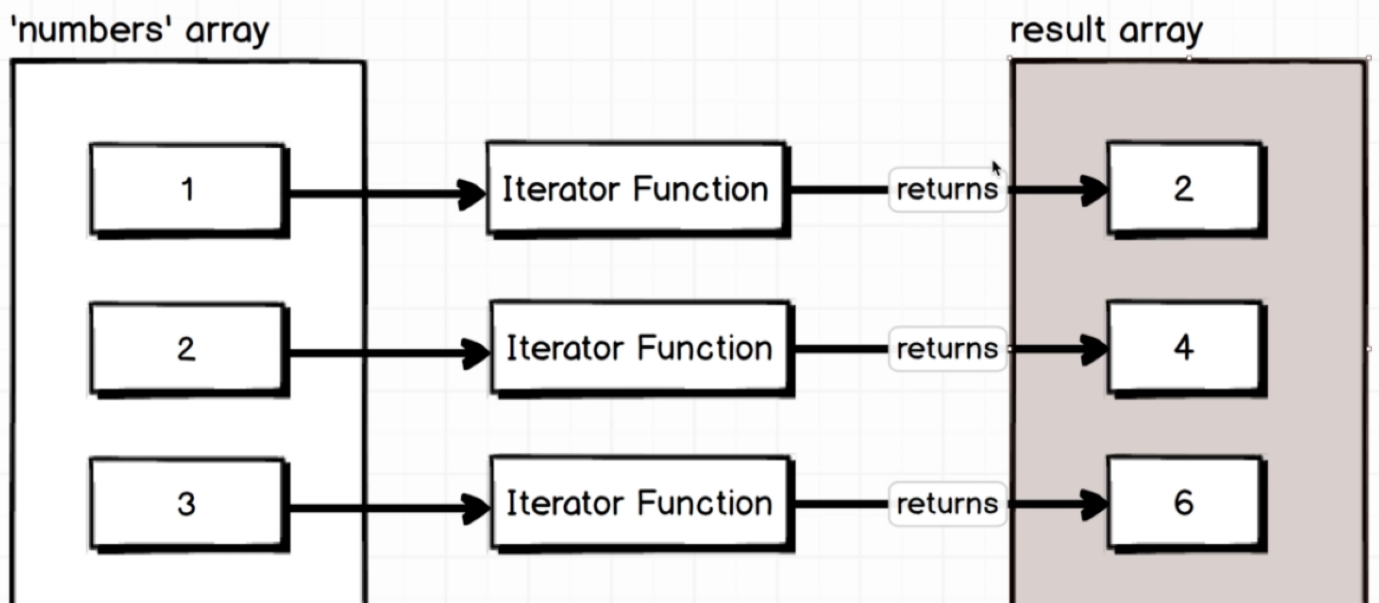 'numbers' array
result array
1
Iterator Function
returns
2
2
Iterator Function
returns
4
3
Iterator Function
returns
6